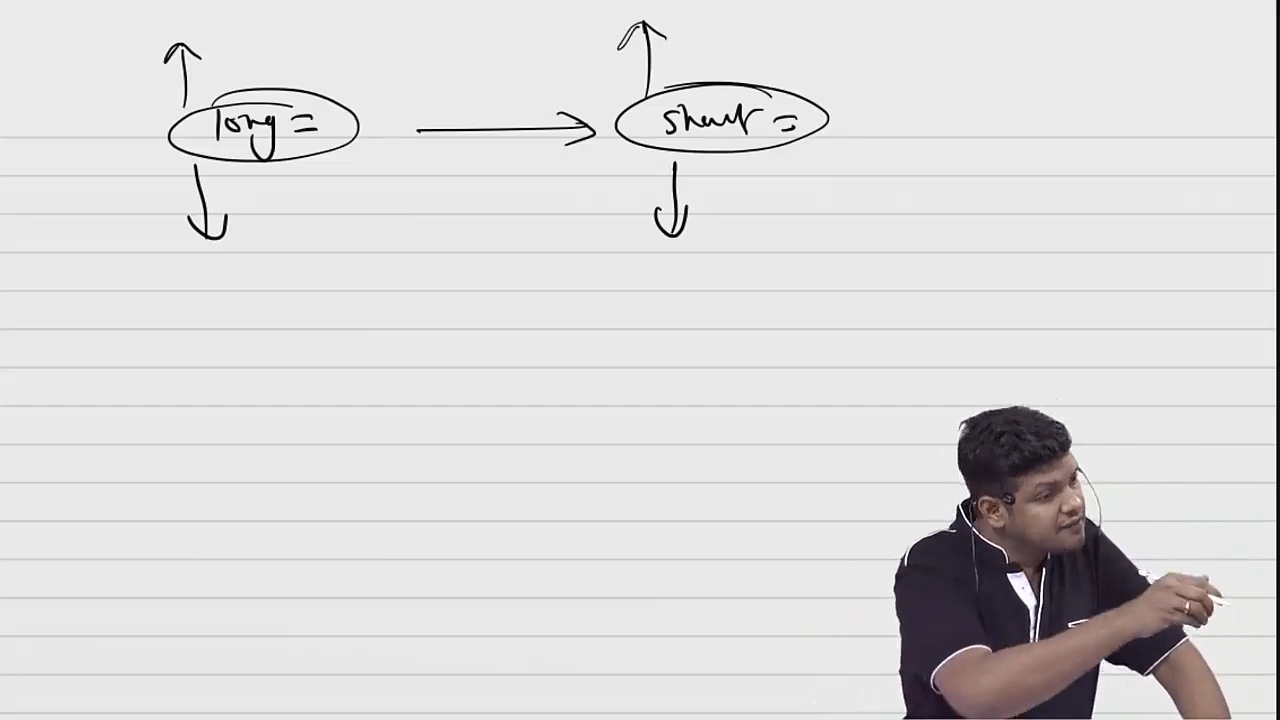 long =
short =